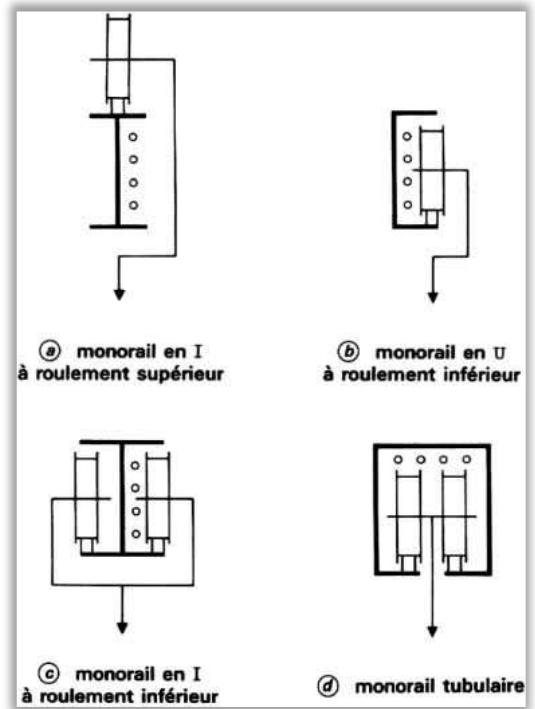 ⓐ monorail en I
à roulement supérieur
ⓑ monorail en U
à roulement inférieur
ⓒ monorail en I
à roulement inférieur
ⓓ monorail tubulaire